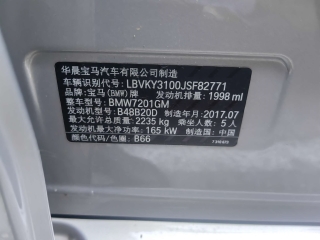 华晨宝马汽车有限公司制造
车辆识别代号: LBVKY3100JSF82771
品牌: 宝马(BMW)牌 发动机排量: 1998 ml
整车型号: BMW7201GM
发动机型号: B48B20D 制造年月: 2017.07
最大允许总质量: 2235 kg 乘坐人数: 5人
发动机最大净功率: 165 kW 制造国: 中国
颜色代码/色圈: B66